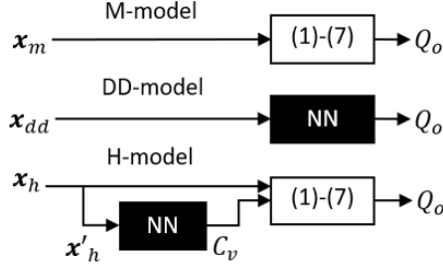 M-model
x_m (1)-(7) Q_o
DD-model
x_dd NN Q_o
H-model
x_h (1)-(7) Q_o
NN
x'_h C_v